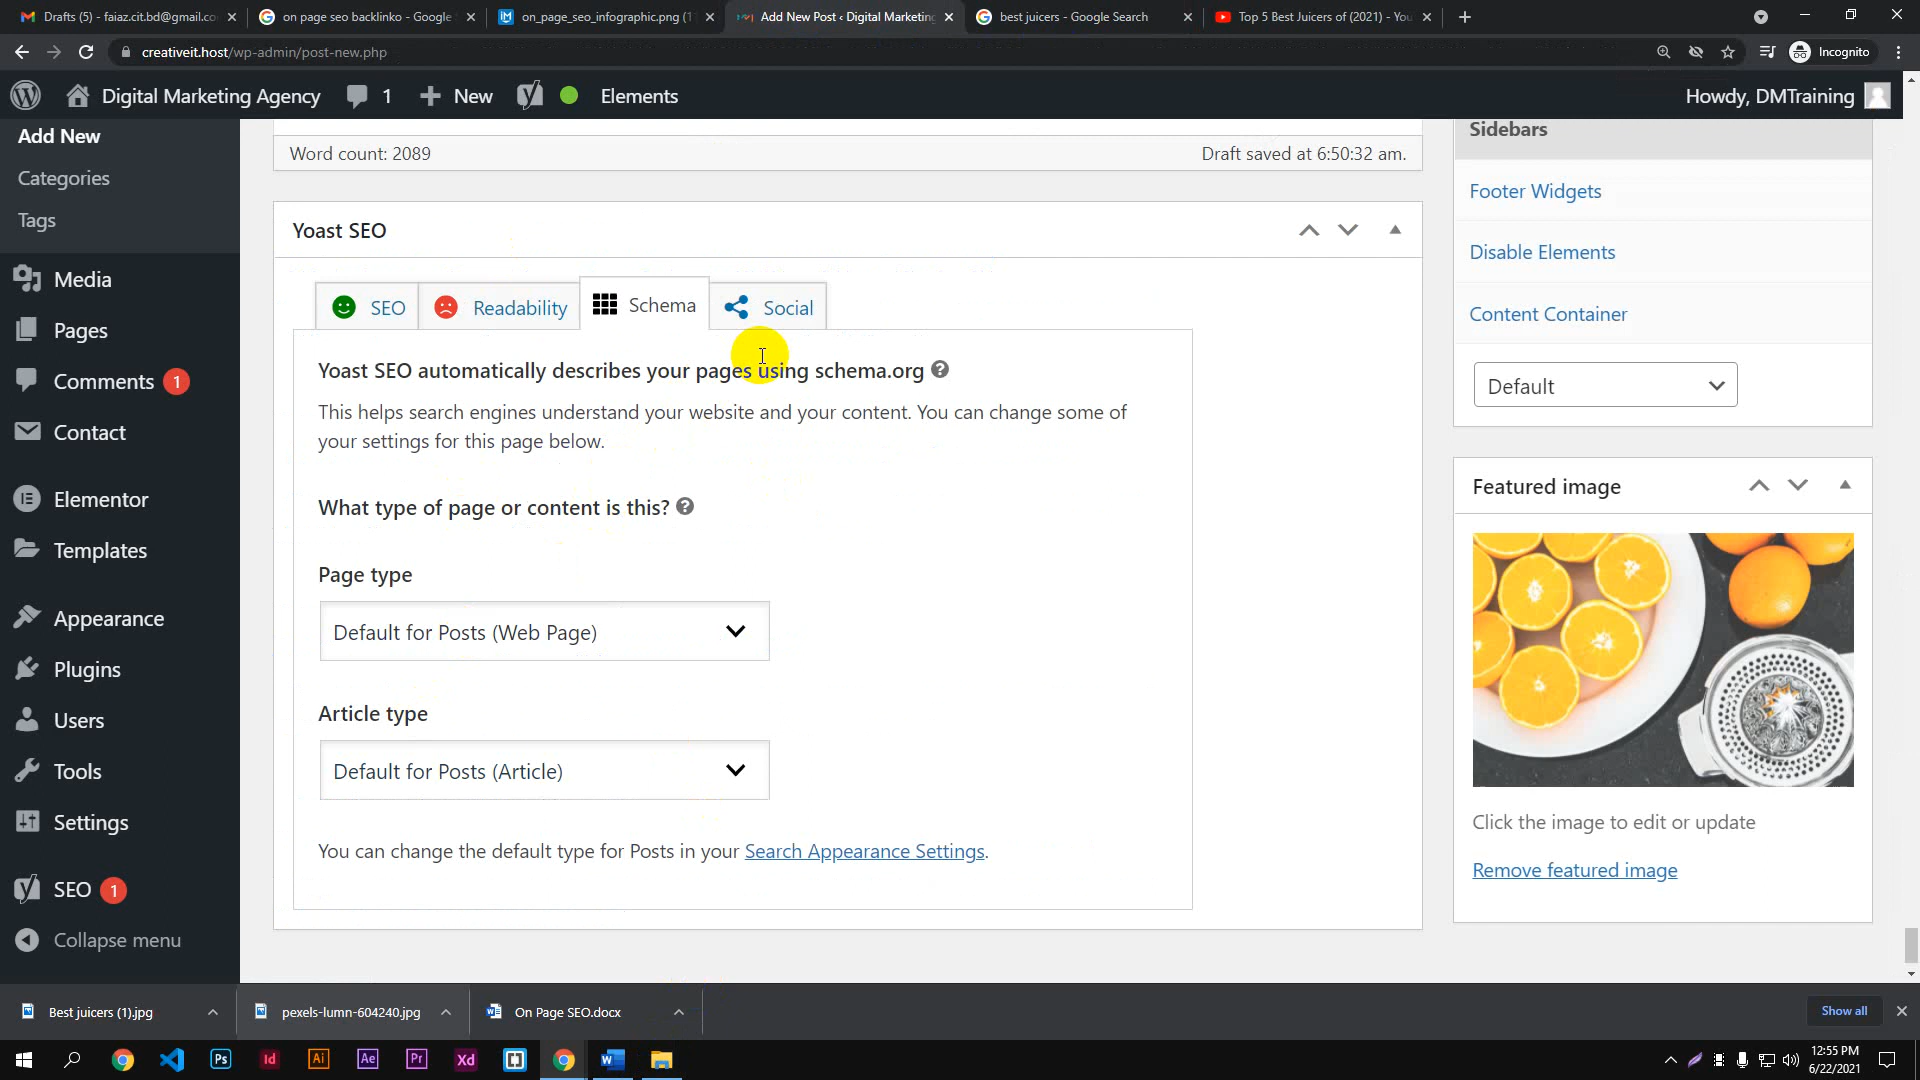 Drafts (5) - faiaz.cit.bd@gmail.co
on page seo backlinko - Google
on_page_seo_infographic.png (1
Add New Post ‹ Digital Marketing
best juicers - Google Search
Top 5 Best Juicers of (2021) - You
creativeit.host/wp-admin/post-new.php
Incognito
Digital Marketing Agency
1
New
Elements
Howdy, DMTraining
Add New
Categories
Tags
Media
Pages
Comments 1
Contact
Elementor
Templates
Appearance
Plugins
Users
Tools
Settings
SEO 1
Collapse menu
Word count: 2089
Draft saved at 6:50:32 am.
Yoast SEO
SEO
Readability
Schema
Social
Yoast SEO automatically describes your pages using schema.org
This helps search engines understand your website and your content. You can change some of
your settings for this page below.
What type of page or content is this?
Page type
Default for Posts (Web Page)
Article type
Default for Posts (Article)
You can change the default type for Posts in your Search Appearance Settings.
Sidebars
Footer Widgets
Disable Elements
Content Container
Default
Featured image
Click the image to edit or update
Remove featured image
Best juicers (1).jpg
pexels-lumn-604240.jpg
On Page SEO.docx
Show all
Ps
Id
Ai
Ae
Pr
Xd
12:55 PM
6/22/2021